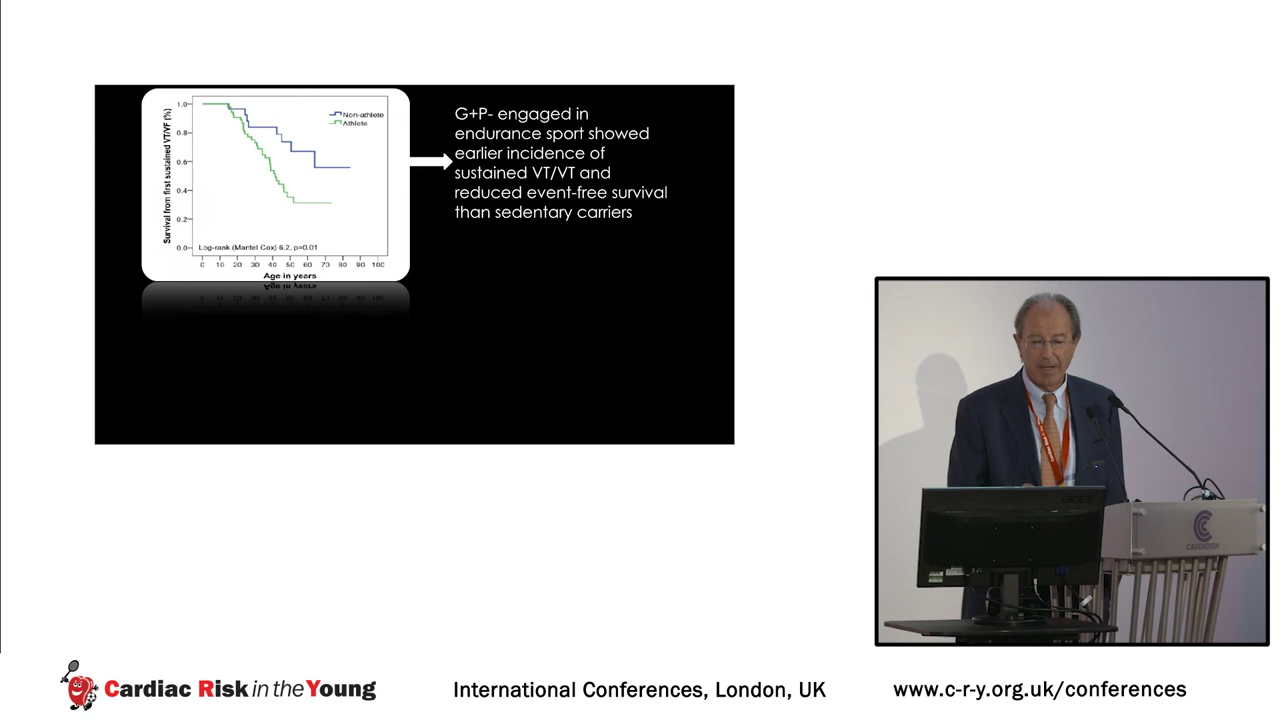 1.0
0.8
0.6
0.4
0.2
0.0
Survival from first sustained VT/VF (%)
Non-athlete
Athlete
Log-rank (Mantel Cox) 6.2, p=0.01
0 10 20 30 40 50 60 70 80 90 100
Age in years
G+P- engaged in
endurance sport showed
earlier incidence of
sustained VT/VT and
reduced event-free survival
than sedentary carriers
acer
CAVENDISH
Cardiac Risk in the Young
International Conferences, London, UK
www.c-r-y.org.uk/conferences